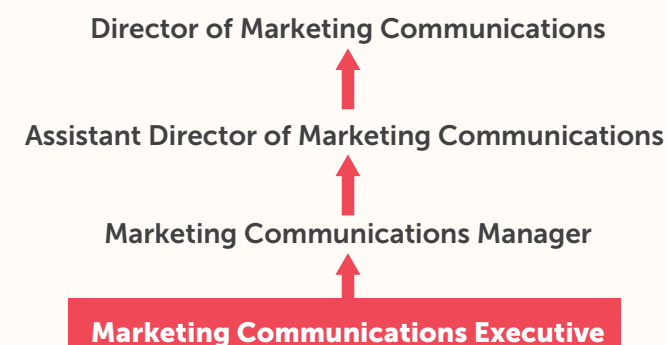 Director of Marketing Communications
Assistant Director of Marketing Communications
Marketing Communications Manager
Marketing Communications Executive